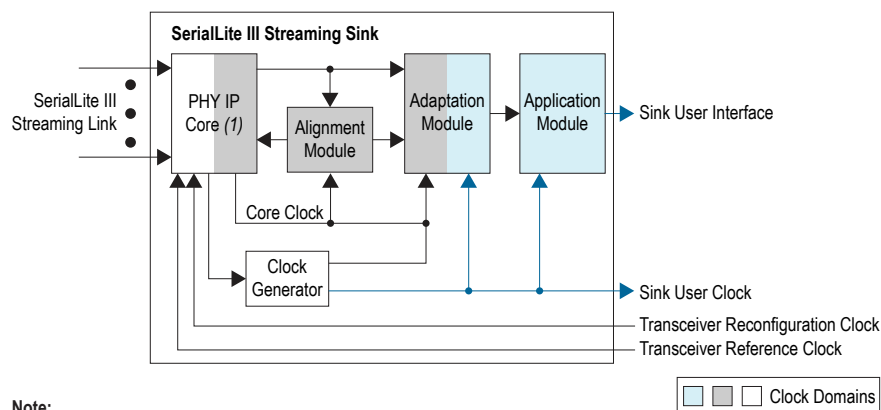 SerialLite III Streaming Sink
SerialLite III
Streaming Link
PHY IP
Core (1)
Alignment
Module
Adaptation
Module
Application
Module
Sink User Interface
Core Clock
Clock
Generator
Sink User Clock
Transceiver Reconfiguration Clock
Transceiver Reference Clock
Clock Domains
Note: